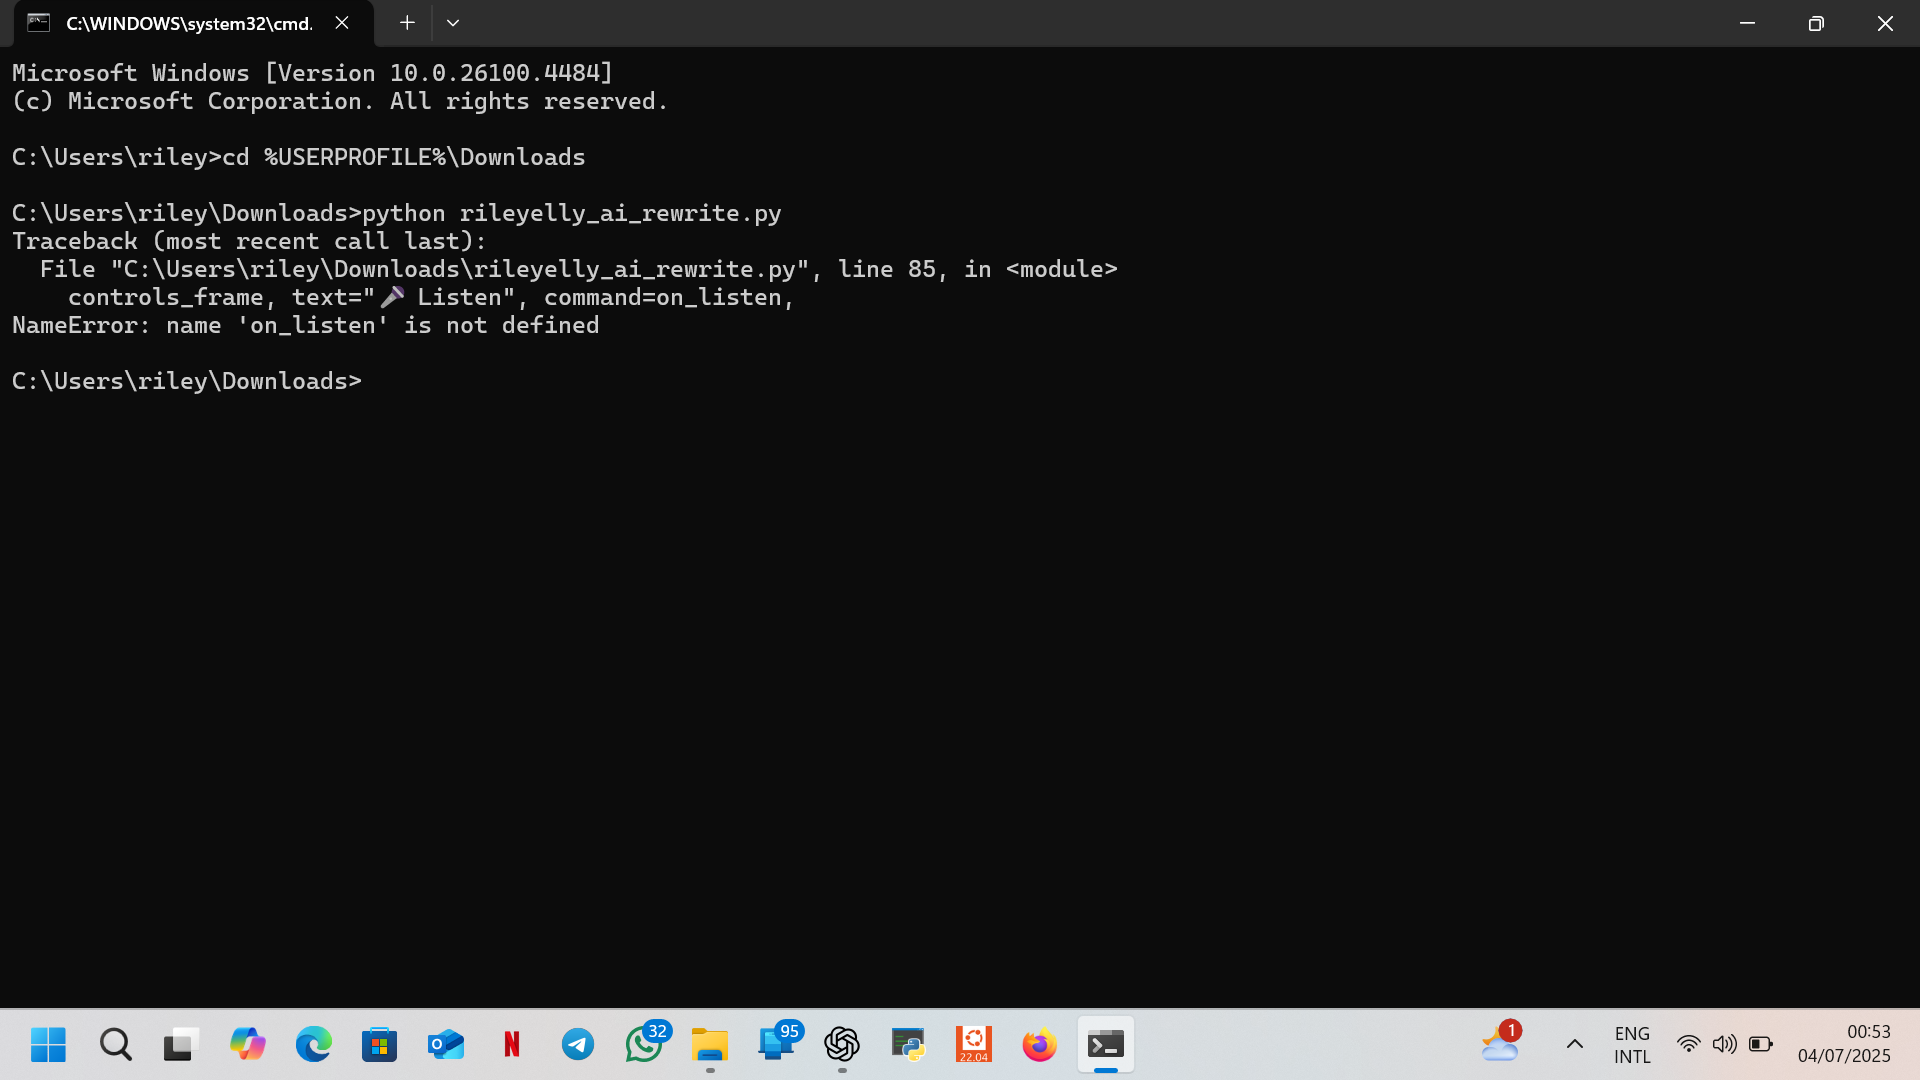 C:\WINDOWS\system32\cmd.
Microsoft Windows [Version 10.0.26100.4484]
(c) Microsoft Corporation. All rights reserved.
C:\Users\riley>cd %USERPROFILE%\Downloads
C:\Users\riley\Downloads>python rileyelly_ai_rewrite.py
Traceback (most recent call last):
  File "C:\Users\riley\Downloads\rileyelly_ai_rewrite.py", line 85, in <module>
    controls_frame, text="🎤 Listen", command=on_listen,
NameError: name 'on_listen' is not defined
C:\Users\riley\Downloads>
32
95
22.04
1
ENG
INTL
00:53
04/07/2025